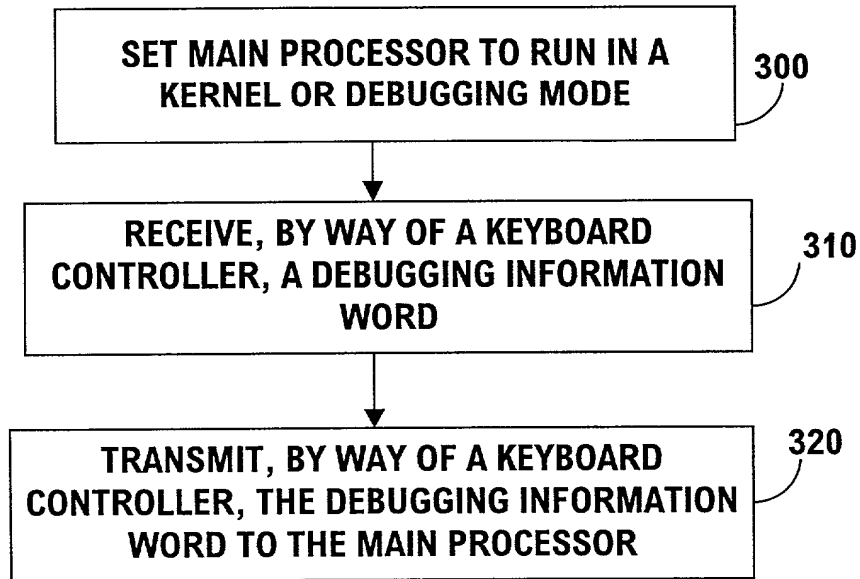 SET MAIN PROCESSOR TO RUN IN A
KERNEL OR DEBUGGING MODE
300
RECEIVE, BY WAY OF A KEYBOARD
CONTROLLER, A DEBUGGING INFORMATION
WORD
310
TRANSMIT, BY WAY OF A KEYBOARD
CONTROLLER, THE DEBUGGING INFORMATION
WORD TO THE MAIN PROCESSOR
320